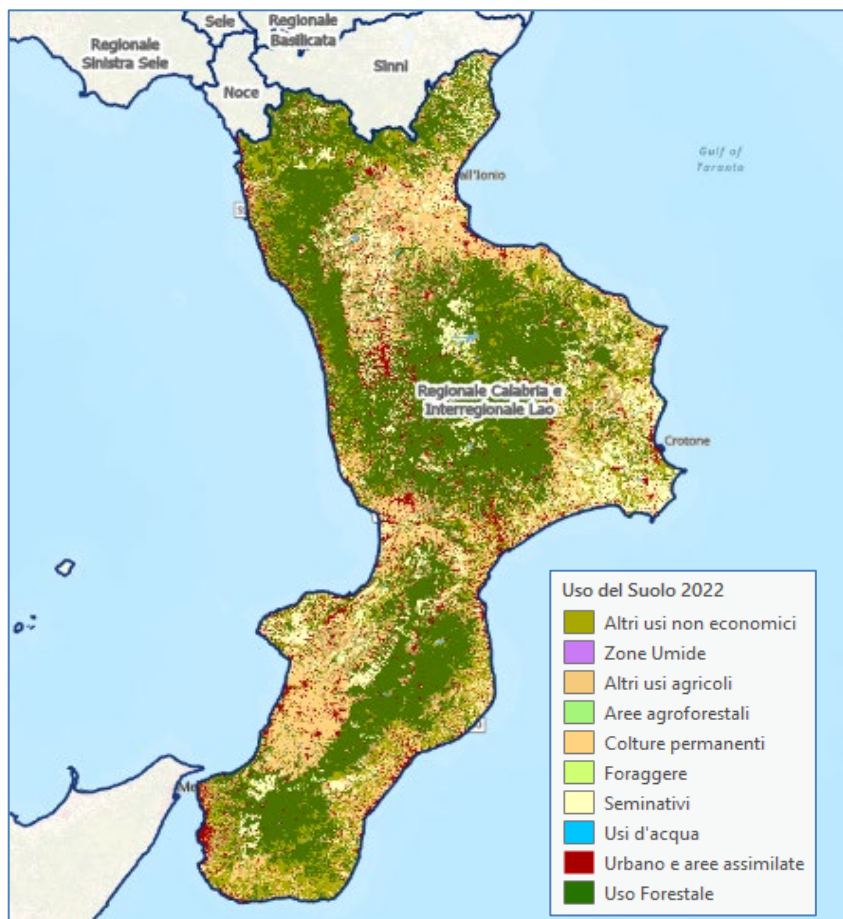 Sele
Regionale
Basilicata
Regionale
Sinistra Sele
Sinni
Noce
Gulf of
Taranto
all'Ionio
Regionale Calabria e
Interregionale Lao
Crotone
Uso del Suolo 2022
Altri usi non economici
Zone Umide
Altri usi agricoli
Aree agroforestali
Colture permanenti
Foraggere
Seminativi
Usi d'acqua
Urbano e aree assimilate
Uso Forestale